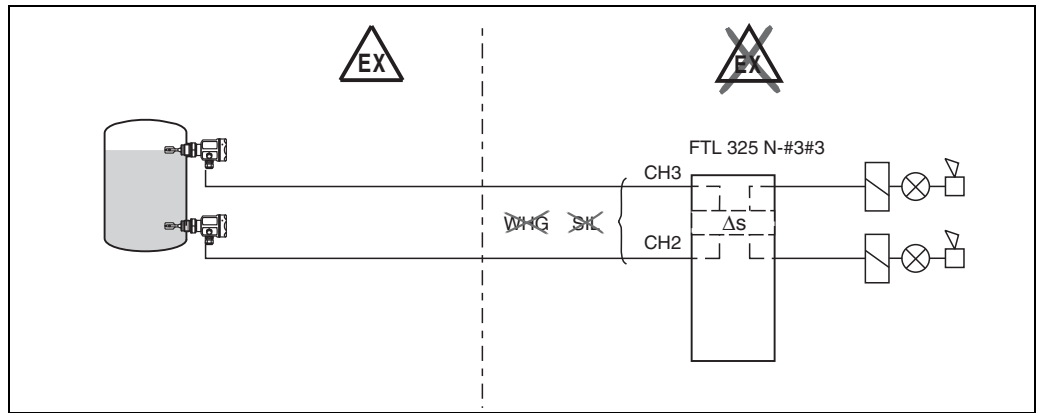 EX
EX
FTL 325 N-#3#3
CH3
WHG SIL
Δs
CH2